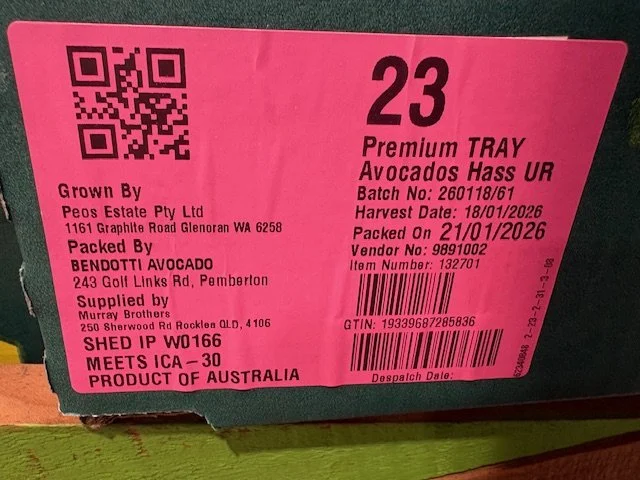 23
Premium TRAY
Avocados Hass UR
Batch No: 260118/61
Harvest Date: 18/01/2026
Packed On 21/01/2026
Vendor No: 9891002
Item Number: 132701
GTIN: 19339687285836
Despatch Date:
Grown By
Peos Estate Pty Ltd
1161 Graphite Road Glenoran WA 6258
Packed By
BENDOTTI AVOCADO
243 Golf Links Rd, Pemberton
Supplied by
Murray Brothers
250 Sherwood Rd Rocklea QLD, 4106
SHED IP W0166
MEETS ICA-30
PRODUCT OF AUSTRALIA